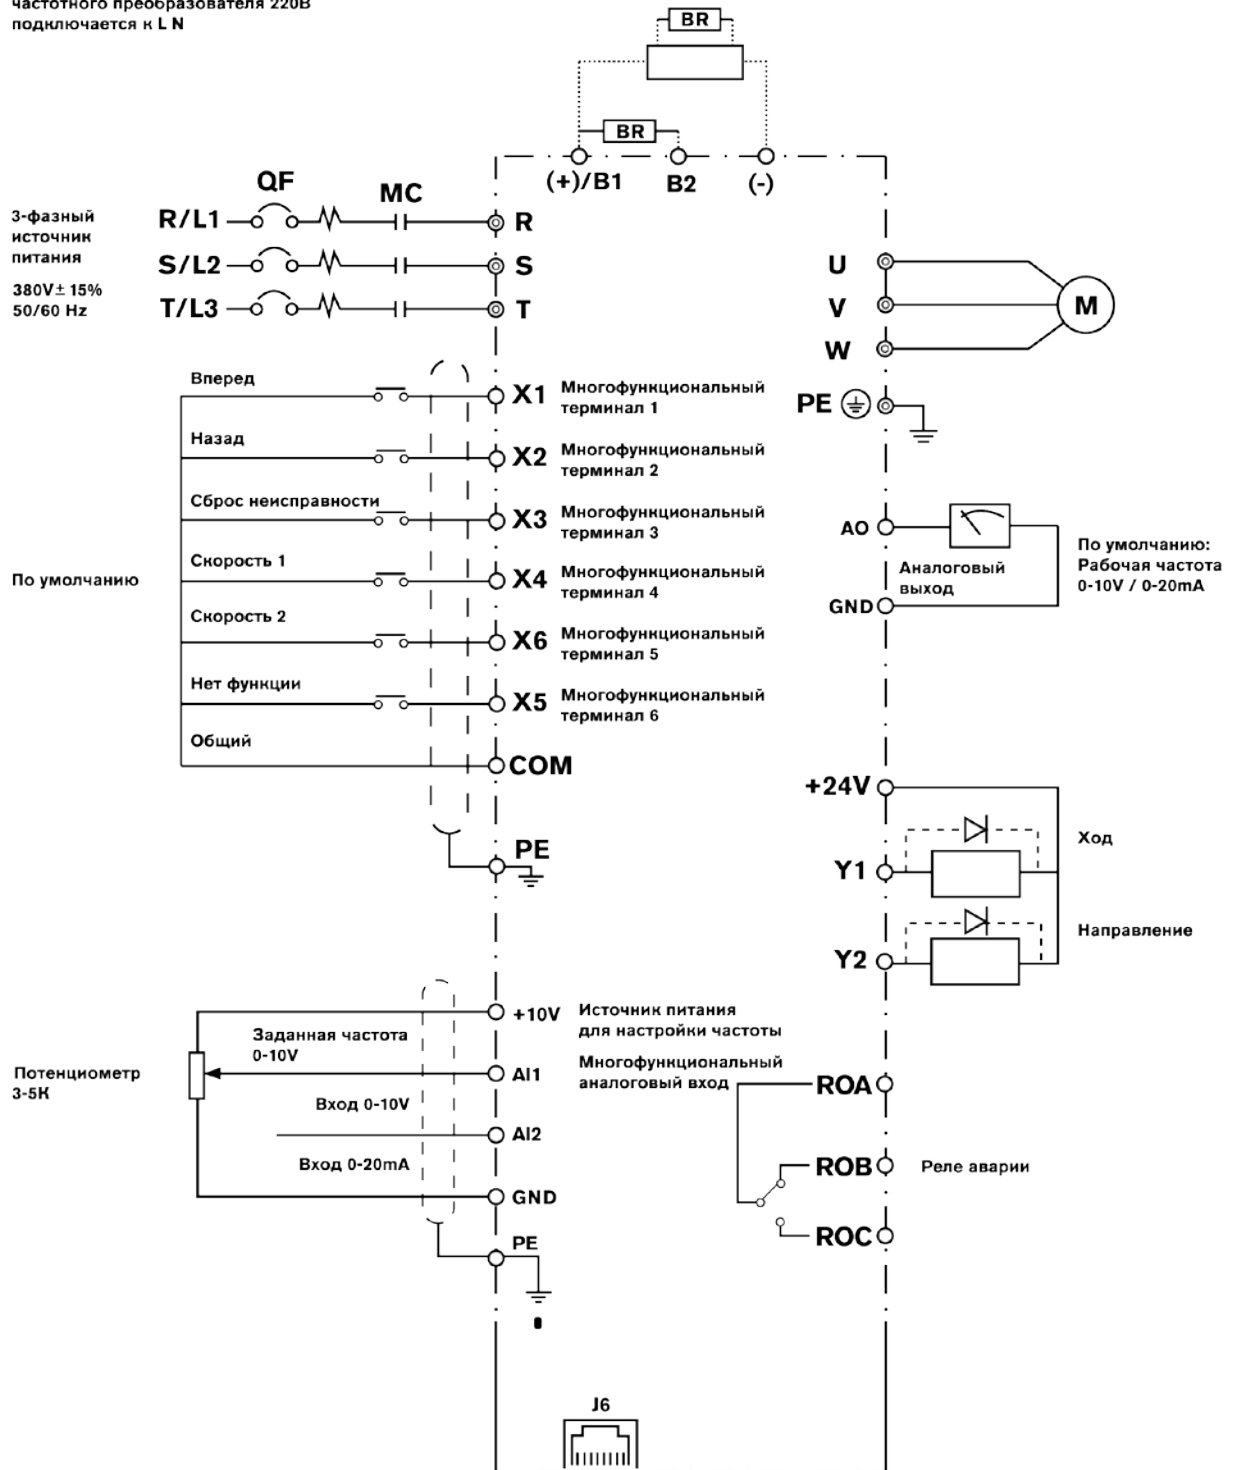 частотного преобразователя 220В
подключается к L N
BR
BR
(+)/B1
B2
(-)
QF
MC
3-фазный
источник
питания
380V± 15%
50/60 Hz
R/L1
R
S/L2
S
T/L3
T
U
V
W
M
PE
Вперед
X1
Многофункциональный
терминал 1
Назад
X2
Многофункциональный
терминал 2
Сброс неисправности
X3
Многофункциональный
терминал 3
По умолчанию
Скорость 1
X4
Многофункциональный
терминал 4
Скорость 2
X6
Многофункциональный
терминал 5
Нет функции
X5
Многофункциональный
терминал 6
Общий
COM
PE
AO
Аналоговый
выход
GND
По умолчанию:
Рабочая частота
0-10V / 0-20mA
+24V
Ход
Y1
Направление
Y2
+10V
Источник питания
для настройки частоты
Заданная частота
0-10V
Потенциометр
3-5К
AI1
Многофункциональный
аналоговый вход
Вход 0-10V
AI2
Вход 0-20mA
GND
PE
ROA
ROB
Реле аварии
ROC
J6